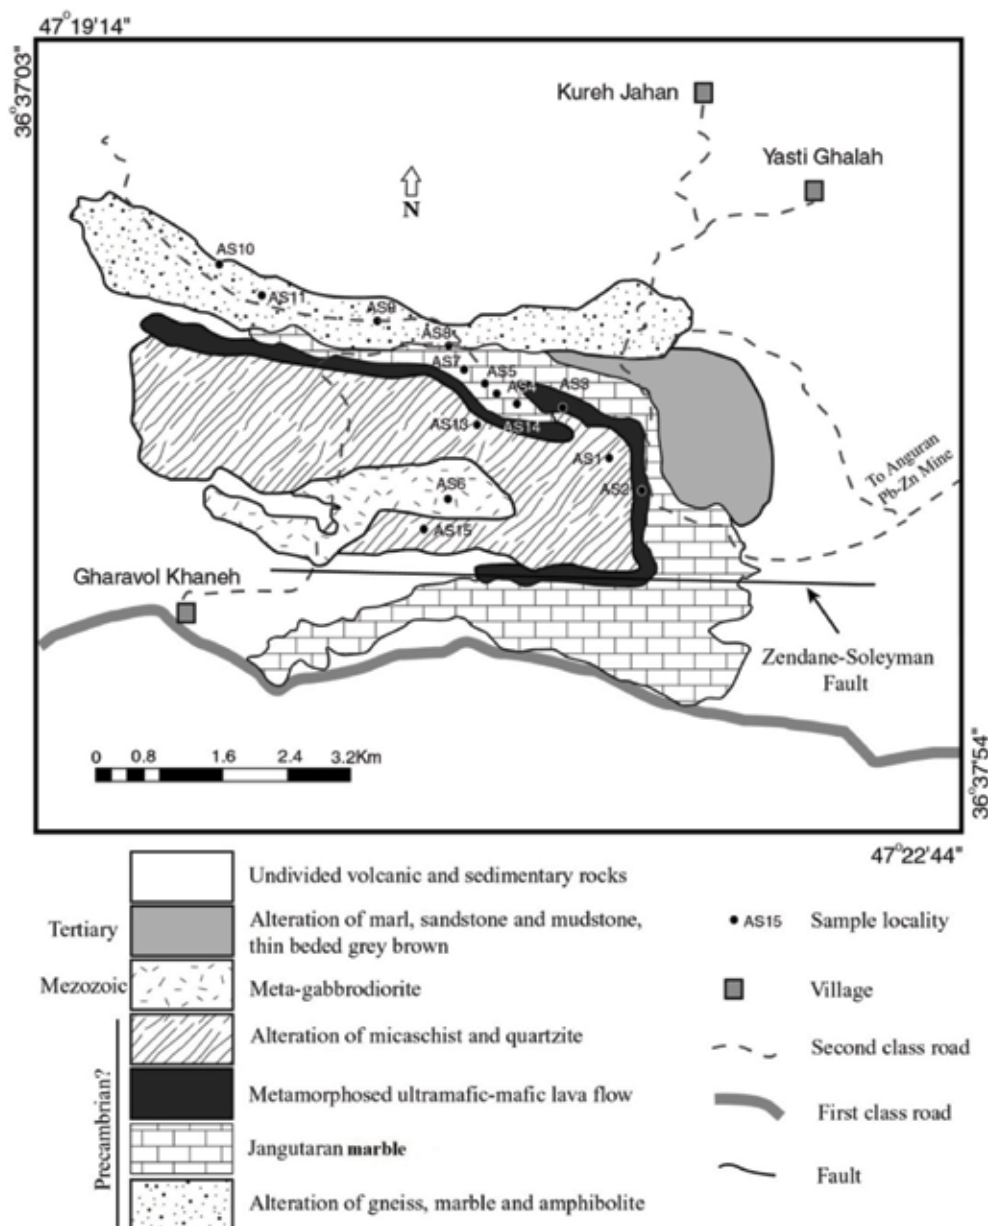 47°19'14"
36°37'03"
Kureh Jahan
Yasti Ghalah
N
AS10
AS11
AS9
AS8
AS7
AS5
AS3
AS13
AS14
AS1
AS2
AS6
AS15
To Anguran
Pb-Zn Mine
Gharavol Khaneh
Zendane-Soleyman
Fault
0 0.8 1.6 2.4 3.2Km
36°37'54"
47°22'44"
Undivided volcanic and sedimentary rocks
Tertiary
Alteration of marl, sandstone and mudstone,
thin beded grey brown
Mezozoic
Meta-gabbrodiorite
Precambrian?
Alteration of micaschist and quartzite
Metamorphosed ultramafic-mafic lava flow
Jangutaran marble
Alteration of gneiss, marble and amphibolite
AS15 Sample locality
Village
Second class road
First class road
Fault